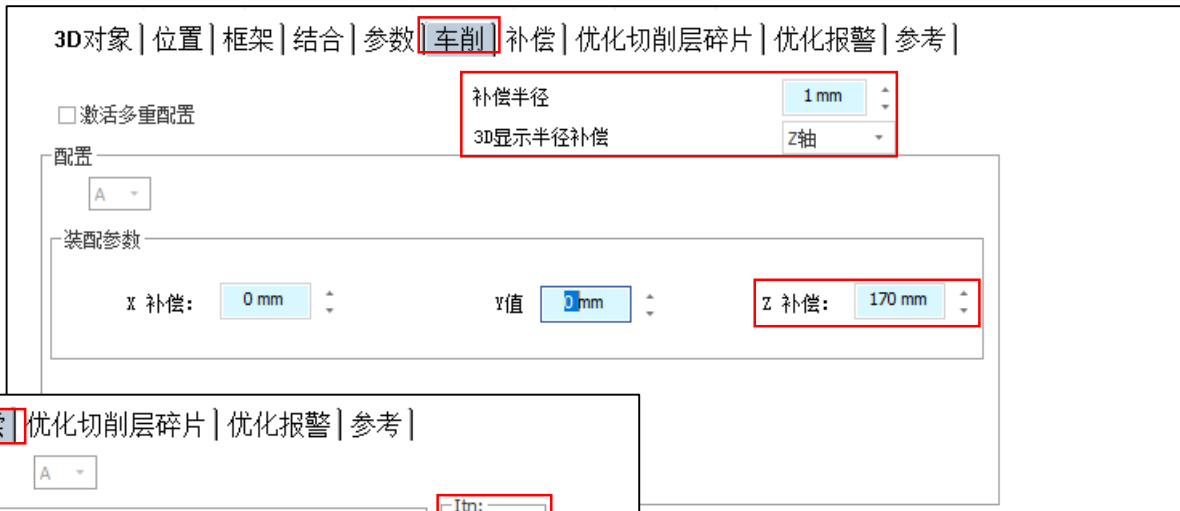 3D对象|位置|框架|结合|参数|车削|补偿|优化切削层碎片|优化报警|参考|
补偿半径 1 mm
激活多重配置
3D显示半径补偿 Z轴
配置
A
装配参数
X 补偿: 0 mm Y值 0 mm Z 补偿: 170 mm
优化切削层碎片|优化报警|参考|
A
Itp: